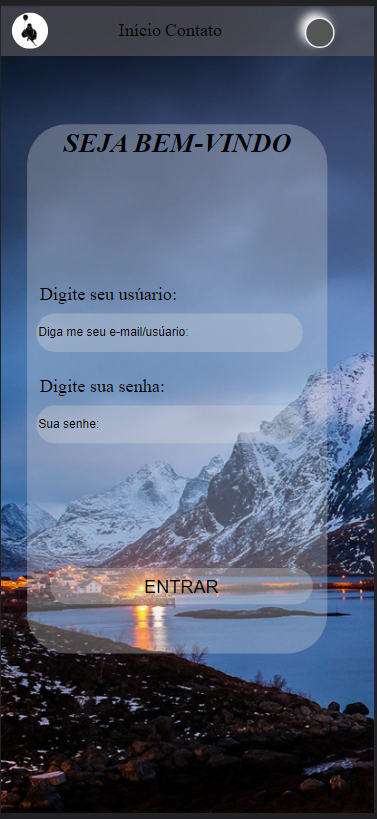 Início Contato
SEJA BEM-VINDO
Digite seu usúario:
Diga me seu e-mail/usúario:
Digite sua senha:
Sua senhe:
ENTRAR